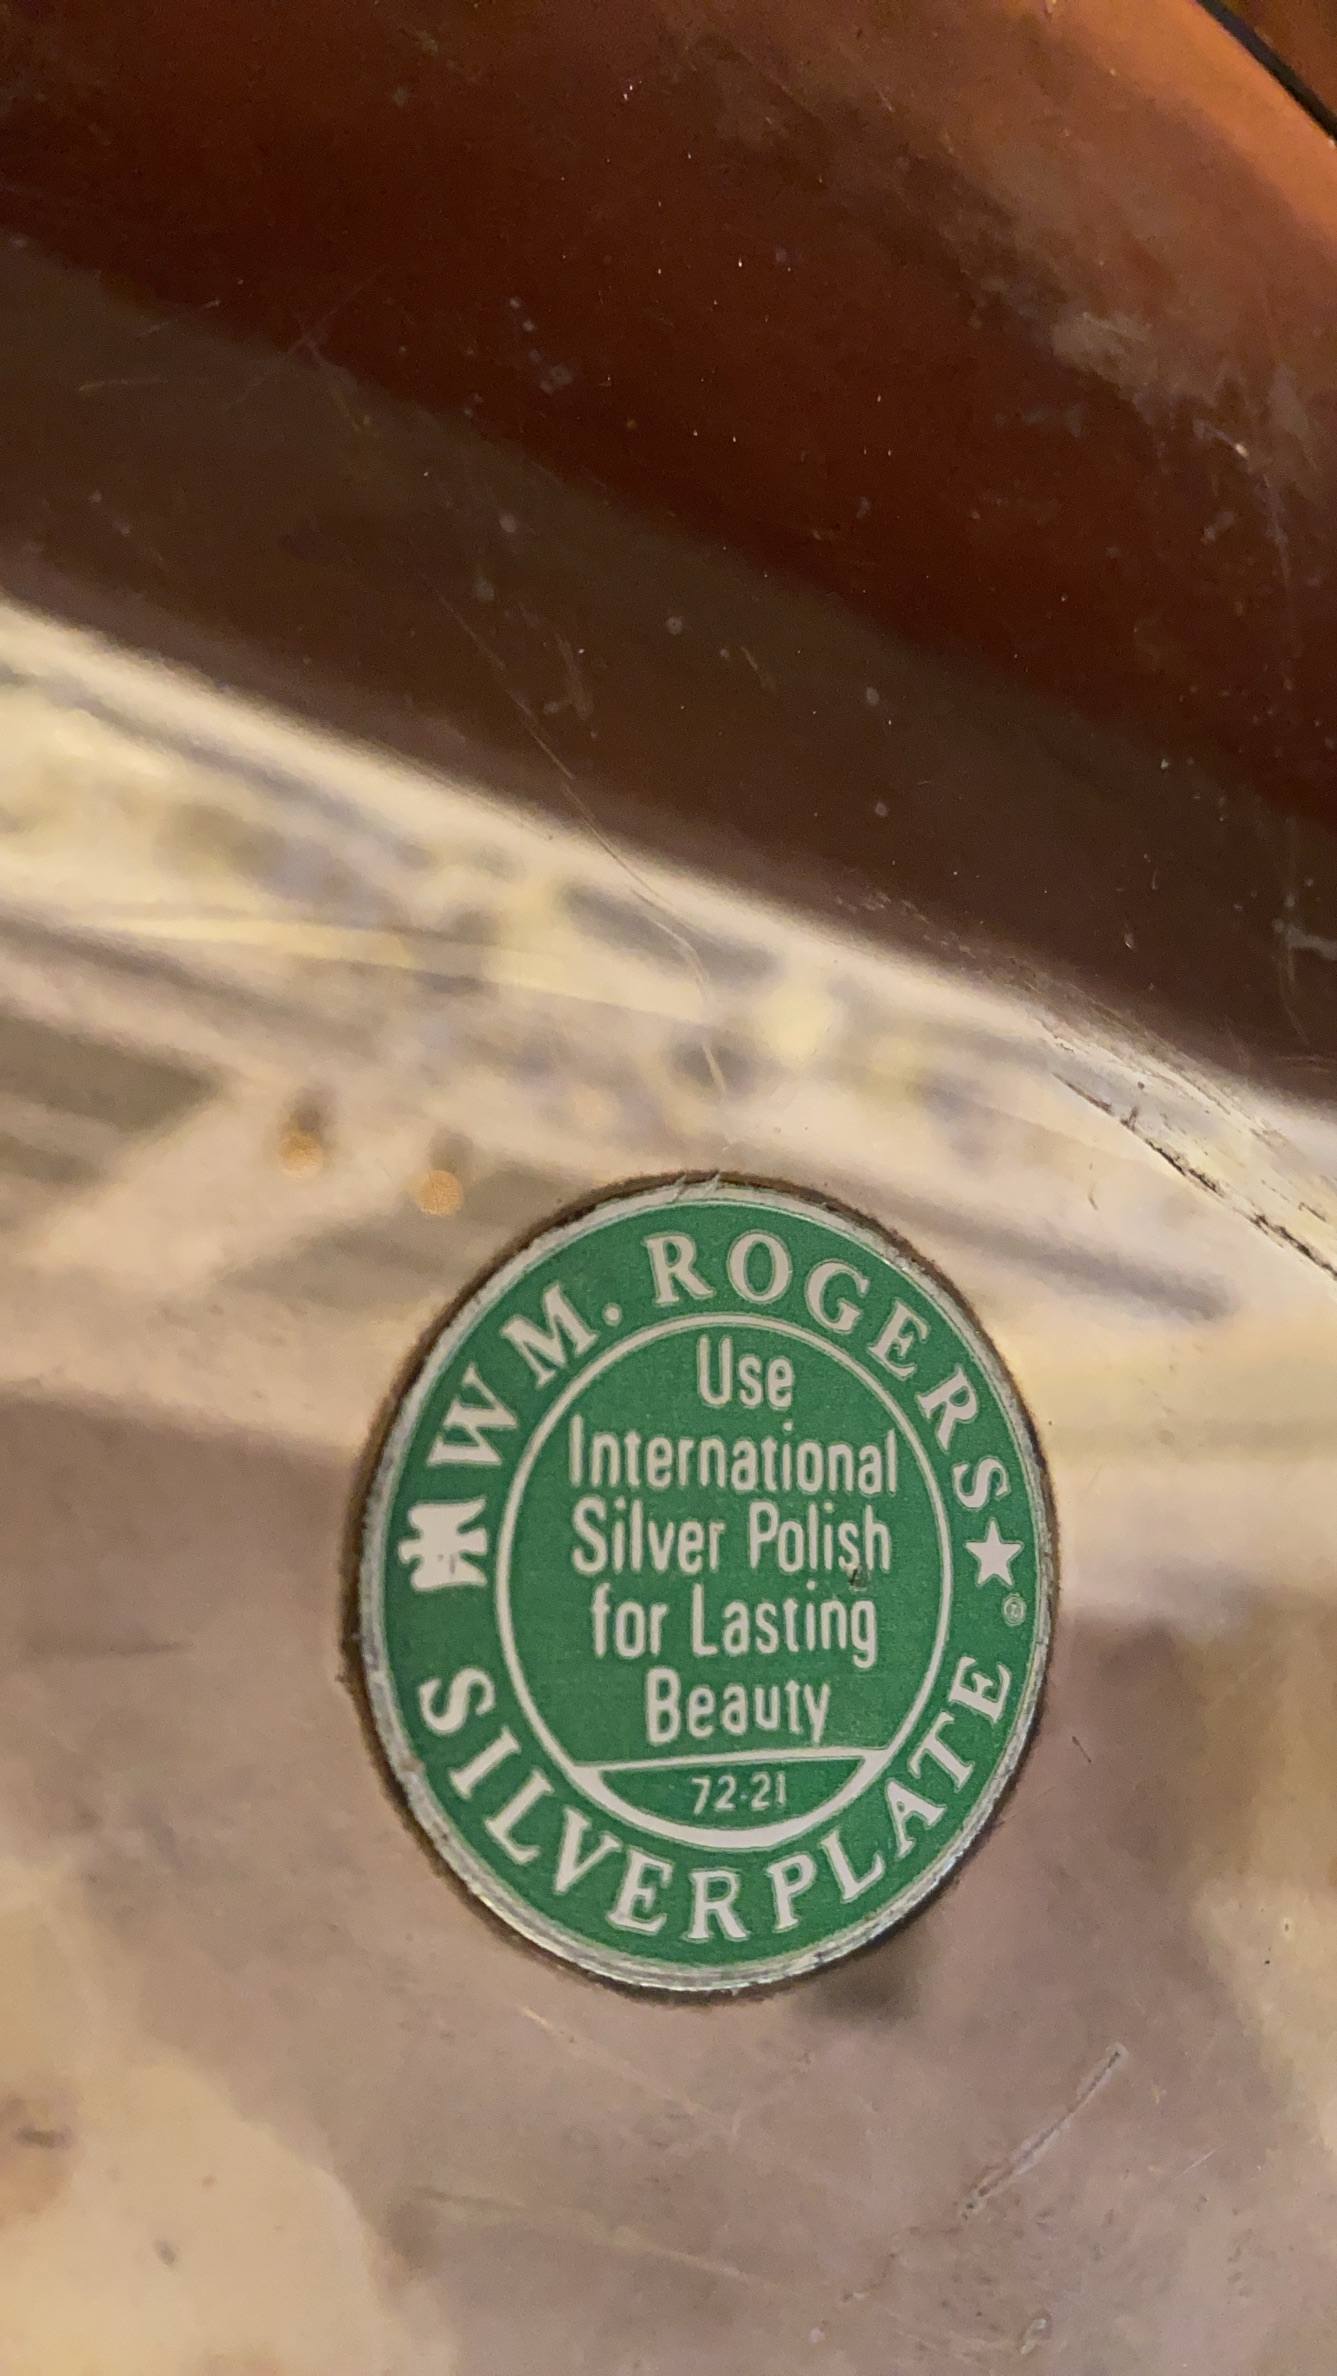 WM. ROGERS★
Use
International
Silver Polish
for Lasting
Beauty
72-21
SILVERPLATE
®